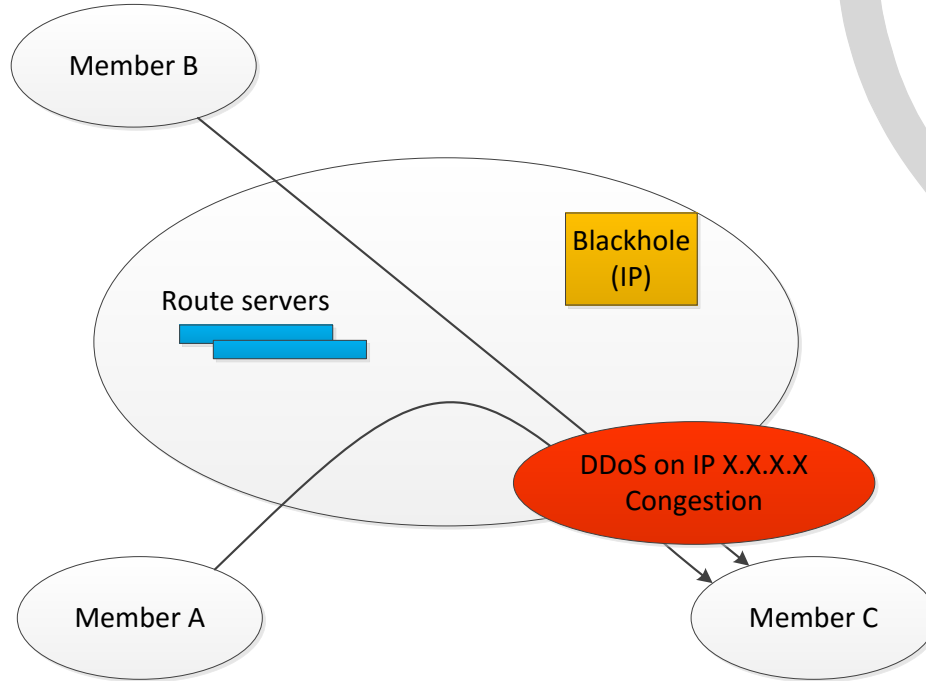 Member B
Blackhole
(IP)
Route servers
DDoS on IP X.X.X.X
Congestion
Member A
Member C